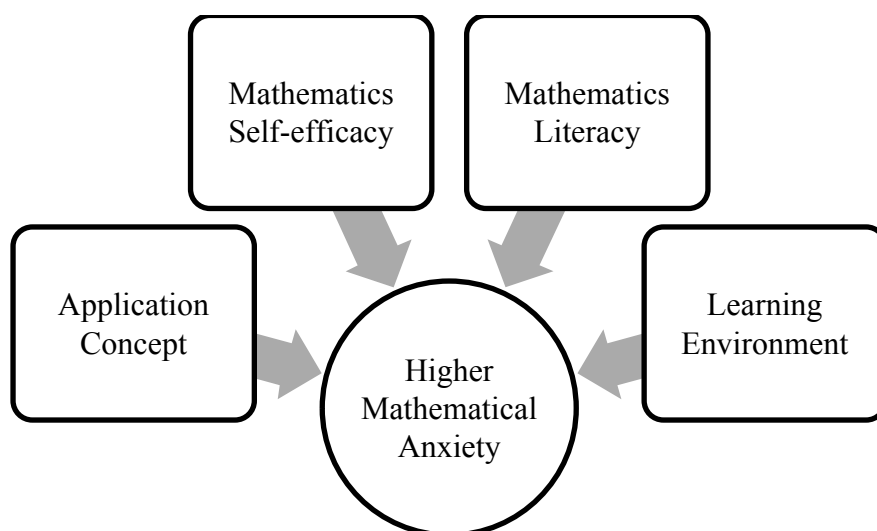 Mathematics
Self-efficacy
Mathematics
Literacy
Application
Concept
Learning
Environment
Higher
Mathematical
Anxiety